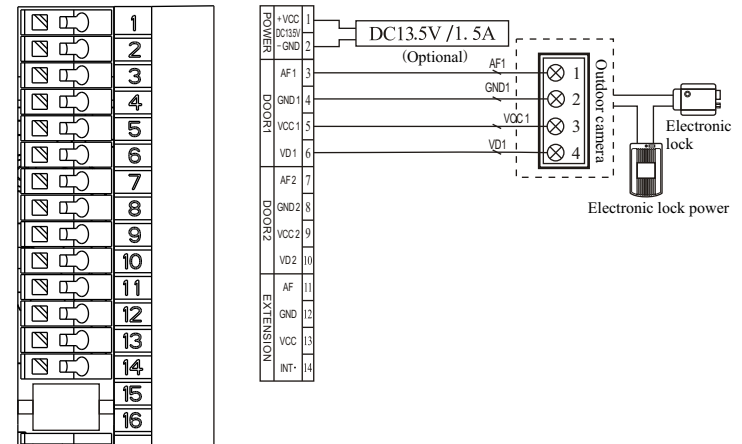 1
2
3
4
5
6
7
8
9
10
11
12
13
14
15
16
POWER
+VCC 1
DC13.5V
-GND 2
DC13.5V /1. 5A
(Optional)
DOOR1
AF1 3
GND1 4
VCC1 5
VD1 6
DOOR2
AF2 7
GND2 8
VCC2 9
VD2 10
EXTENSION
AF 11
GND 12
VCC 13
INT· 14
AF1
GND1
VCC1
VD1
1
2
3
4
Outdoor camera
Electronic
lock
Electronic lock power